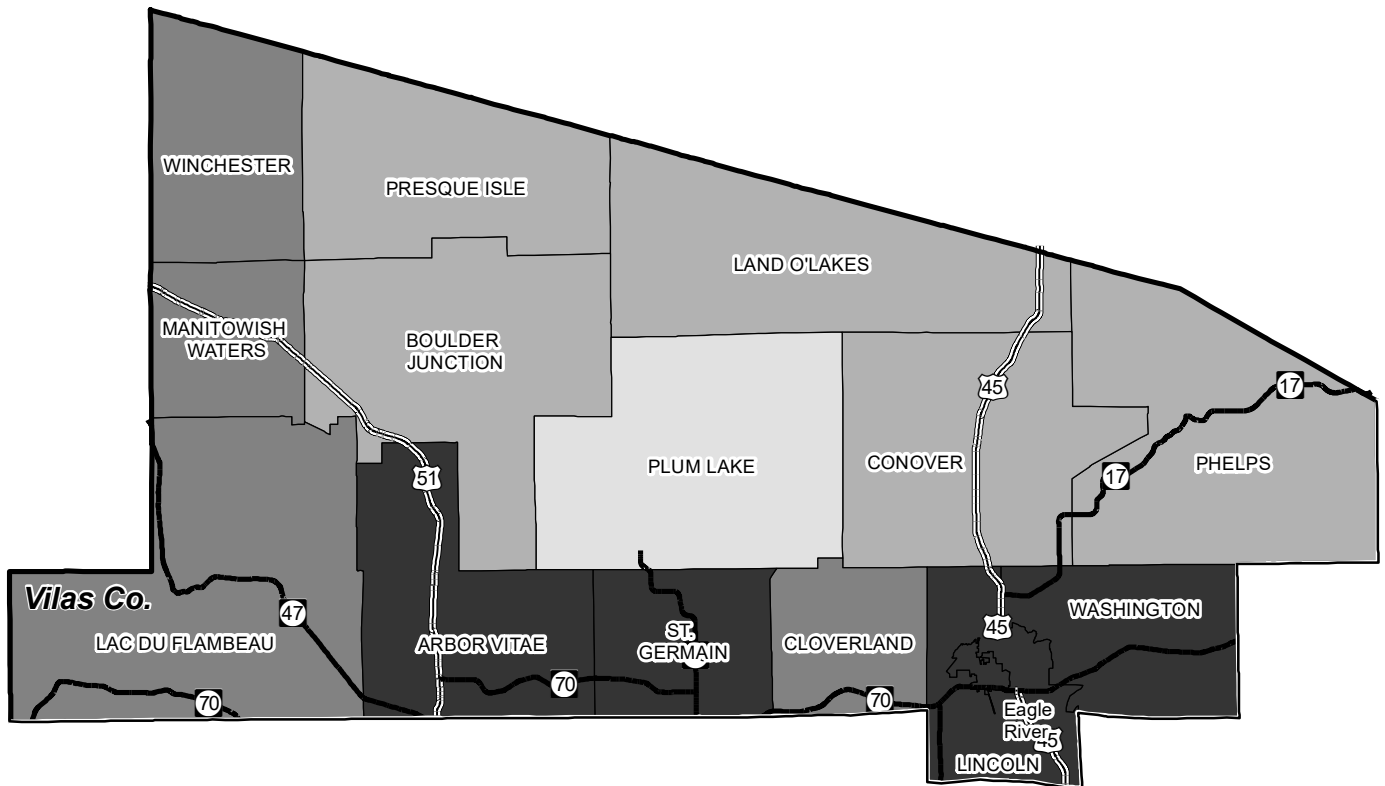 WINCHESTER
PRESQUE ISLE
LAND O'LAKES
MANITOWISH
WATERS
BOULDER
JUNCTION
45
17
PLUM LAKE
CONOVER
PHELPS
51
17
Vilas Co.
47
LAC DU FLAMBEAU
ARBOR VITAE
ST.
GERMAIN
CLOVERLAND
45
WASHINGTON
70
70
70
Eagle
River
45
LINCOLN